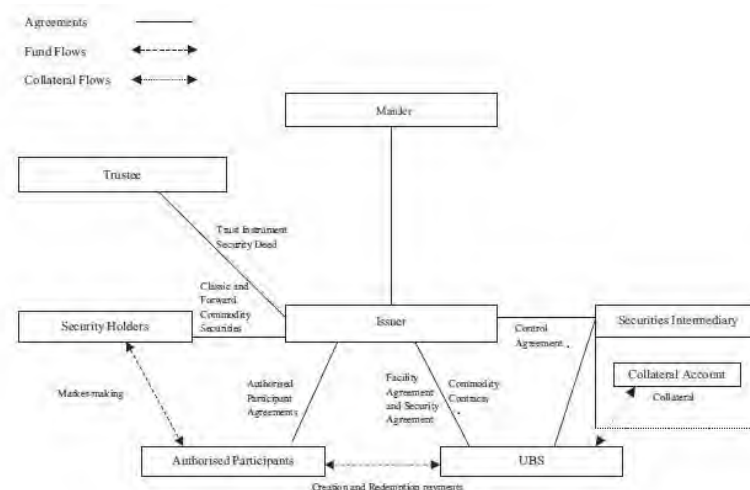 Agreements
Fund Flows
Collateral Flows
Trustee
Trust Instrument
Security Deed
Classic and
Forward
Commodity
Securities
Security Holders
Issuer
Securities Intermediary
Control
Agreement
Collateral Account
Collateral
Market-making
Authorised
Participant
Agreements
Facility
Agreement
and Security
Agreement
Commodity
Contracts
Authorised Participants
UBS
Creation and Redemption payments